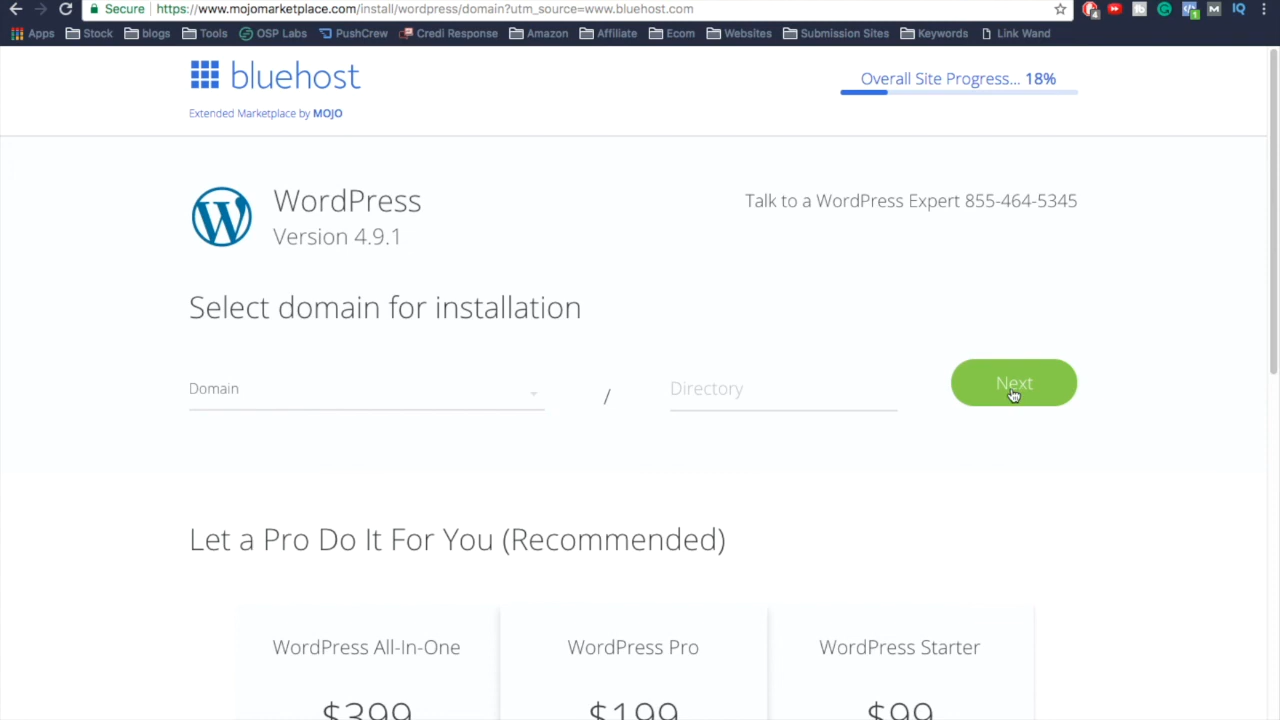 Secure https://www.mojomarketplace.com/install/wordpress/domain?utm_source=www.bluehost.com
Apps Stock blogs Tools OSP Labs PushCrew Credi Response Amazon Affiliate Ecom Websites Submission Sites Keywords Link Wand
bluehost
Overall Site Progress... 18%
Extended Marketplace by MOJO
WordPress
Version 4.9.1
Talk to a WordPress Expert 855-464-5345
Select domain for installation
Domain / Directory Next
Let a Pro Do It For You (Recommended)
WordPress All-In-One WordPress Pro WordPress Starter
$399 $199 $99